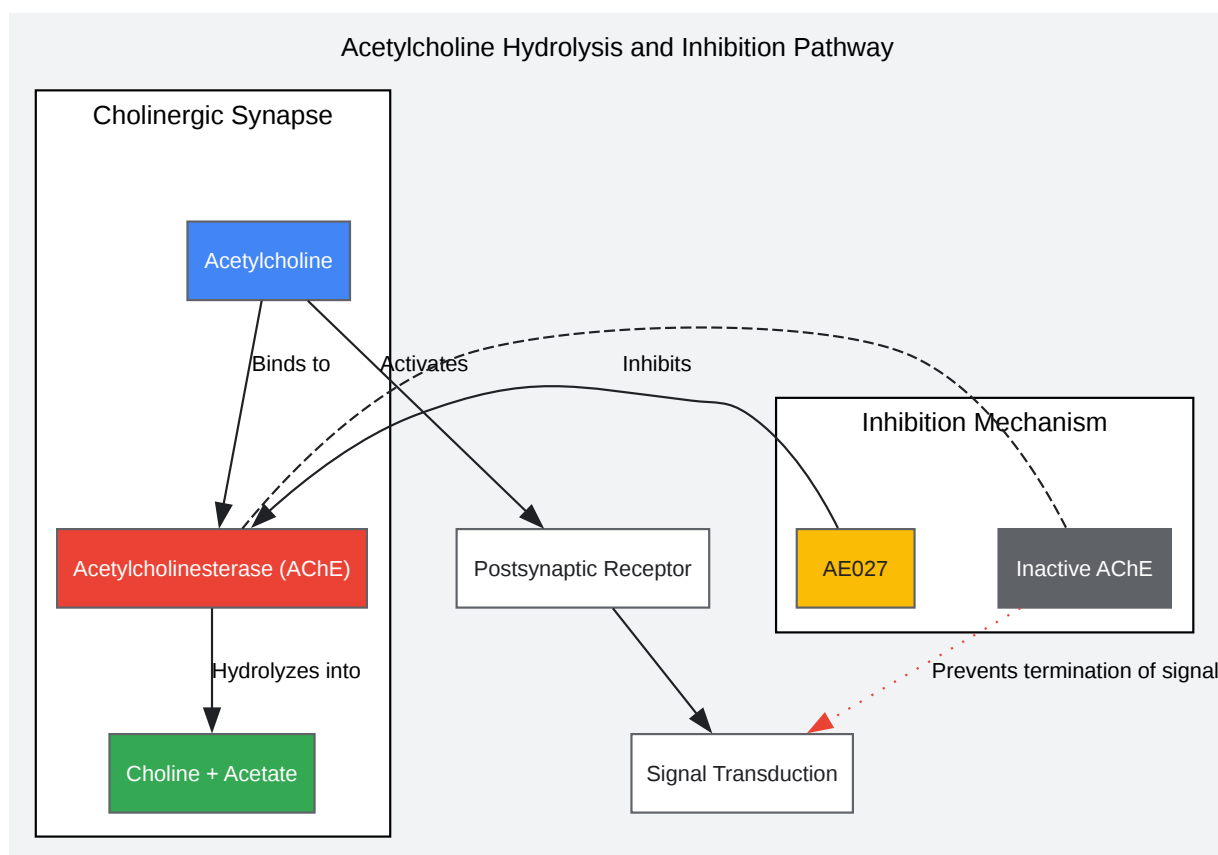 Acetylcholine Hydrolysis and Inhibition Pathway
Cholinergic Synapse
Acetylcholine
Binds to
Activates
Inhibits
Inhibition Mechanism
Acetylcholinesterase (AChE)
Postsynaptic Receptor
AE027
Inactive AChE
Hydrolyzes into
Prevents termination of signal
Choline + Acetate
Signal Transduction